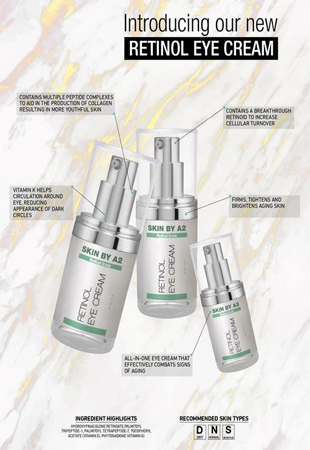 Introducing our new
RETINOL EYE CREAM
CONTAINS MULTIPLE PEPTIDE COMPLEXES
TO AID IN THE PRODUCTION OF COLLAGEN
RESULTING IN MORE YOUTHFUL SKIN
CONTAINS A BREAKTHROUGH
RETINOID TO INCREASE
CELLULAR TURNOVER
VITAMIN K HELPS
CIRCULATION AROUND
EYE, REDUCING
APPEARANCE OF DARK
CIRCLES
FIRMS, TIGHTENS AND
BRIGHTENS AGING SKIN
SKIN BY A2
RETINOL
EYE CREAM
SKIN BY A2
RETINOL
EYE CREAM
SKIN BY A2
RETINOL
EYE CREAM
ALL-IN-ONE EYE CREAM THAT
EFFECTIVELY COMBATS SIGNS
OF AGING
INGREDIENT HIGHLIGHTS
HYDROXYPINACOLONE RETINOATE, PALMITOYL
TRIPEPTIDE-1, PALMITOYL TETRAPEPTIDE-7, TOCOPHERYL
ACETATE (VITAMIN E), PHYTONADIONE (VITAMIN K)
RECOMMENDED SKIN TYPES
D N S
DRY NORMAL SENSITIVE